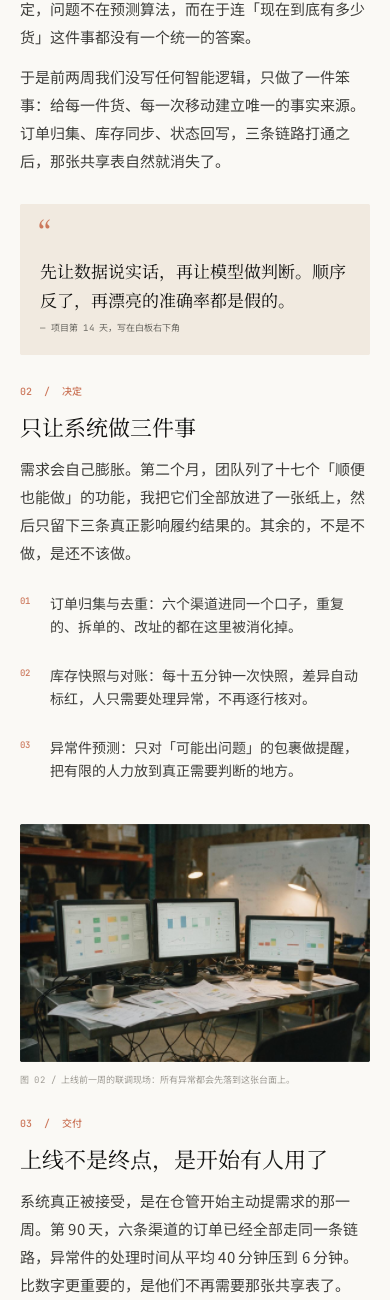 定，问题不在预测算法，而在于连「现在到底有多少
货」这件事都没有一个统一的答案。
于是前两周我们没写任何智能逻辑，只做了一件笨
事：给每一件货、每一次移动建立唯一的事实来源。
订单归集、库存同步、状态回写，三条链路打通之
后，那张共享表自然就消失了。
“
先让数据说实话，再让模型做判断。顺序
反了，再漂亮的准确率都是假的。
— 项目第 14 天，写在白板右下角
02 / 决定
只让系统做三件事
需求会自己膨胀。第二个月，团队列了十七个「顺便
也能做」的功能，我把它们全部放进了一张纸上，然
后只留下三条真正影响履约结果的。其余的，不是不
做，是还不该做。
01 订单归集与去重：六个渠道进同一个口子，重复
的、拆单的、改址的都在这里被消化掉。
02 库存快照与对账：每十五分钟一次快照，差异自动
标红，人只需要处理异常，不再逐行核对。
03 异常件预测：只对「可能出问题」的包裹做提醒，
把有限的人力放到真正需要判断的地方。
图 02 / 上线前一周的联调现场：所有异常都会先落到这张台面上。
03 / 交付
上线不是终点，是开始有人用了
系统真正被接受，是在仓管开始主动提需求的那一
周。第 90 天，六条渠道的订单已经全部走同一条链
路，异常件的处理时间从平均 40 分钟压到 6 分钟。
比数字更重要的，是他们不再需要那张共享表了。